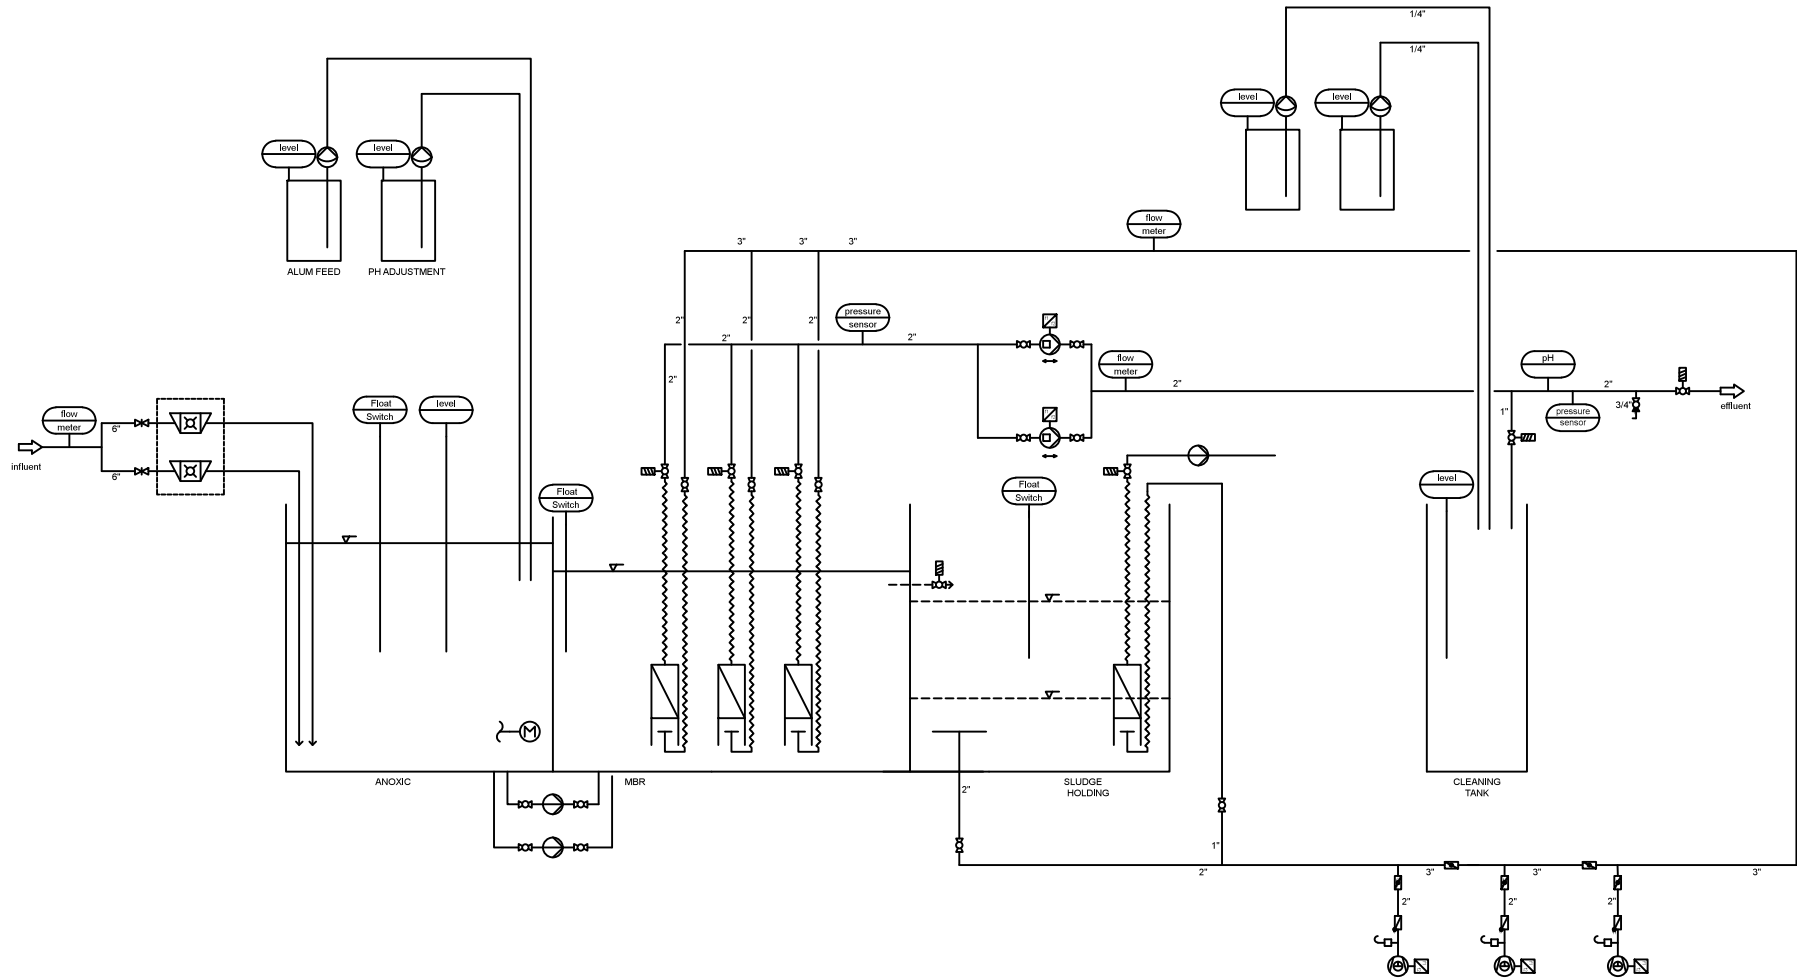 1/4"
1/4"
level
level
level
level
ALUM FEED
PH ADJUSTMENT
flow
meter
3"
3"
3"
pressure
sensor
2"
2"
2"
2"
2"
2"
flow
meter
2"
pH
2"
pressure
sensor
3/4"
1"
effluent
Float
Switch
level
flow
meter
6"
6"
influent
Float
Switch
Float
Switch
level
M
ANOXIC
MBR
SLUDGE
HOLDING
CLEANING
TANK
2"
1"
2"
3"
3"
3"
2"
2"
2"